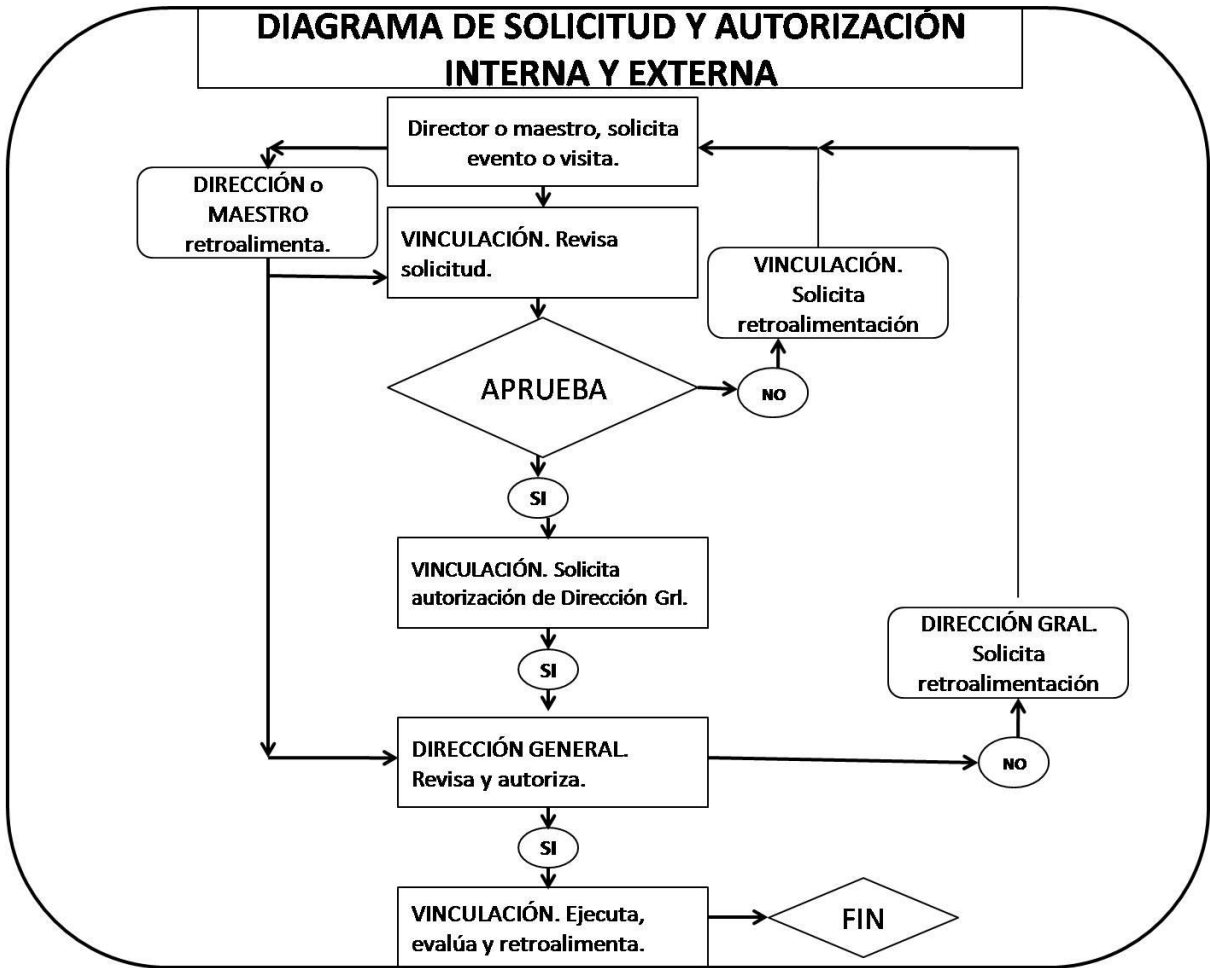 DIAGRAMA DE SOLICITUD Y AUTORIZACIÓN
INTERNA Y EXTERNA
Director o maestro, solicita
evento o visita.
DIRECCIÓN o
MAESTRO
retroalimenta.
VINCULACIÓN. Revisa
solicitud.
VINCULACIÓN.
Solicita
retroalimentación
APRUEBA
NO
SI
VINCULACIÓN. Solicita
autorización de Dirección Grl.
SI
DIRECCIÓN GRAL.
Solicita
retroalimentación
DIRECCIÓN GENERAL.
Revisa y autoriza.
NO
SI
VINCULACIÓN. Ejecuta,
evalúa y retroalimenta.
FIN